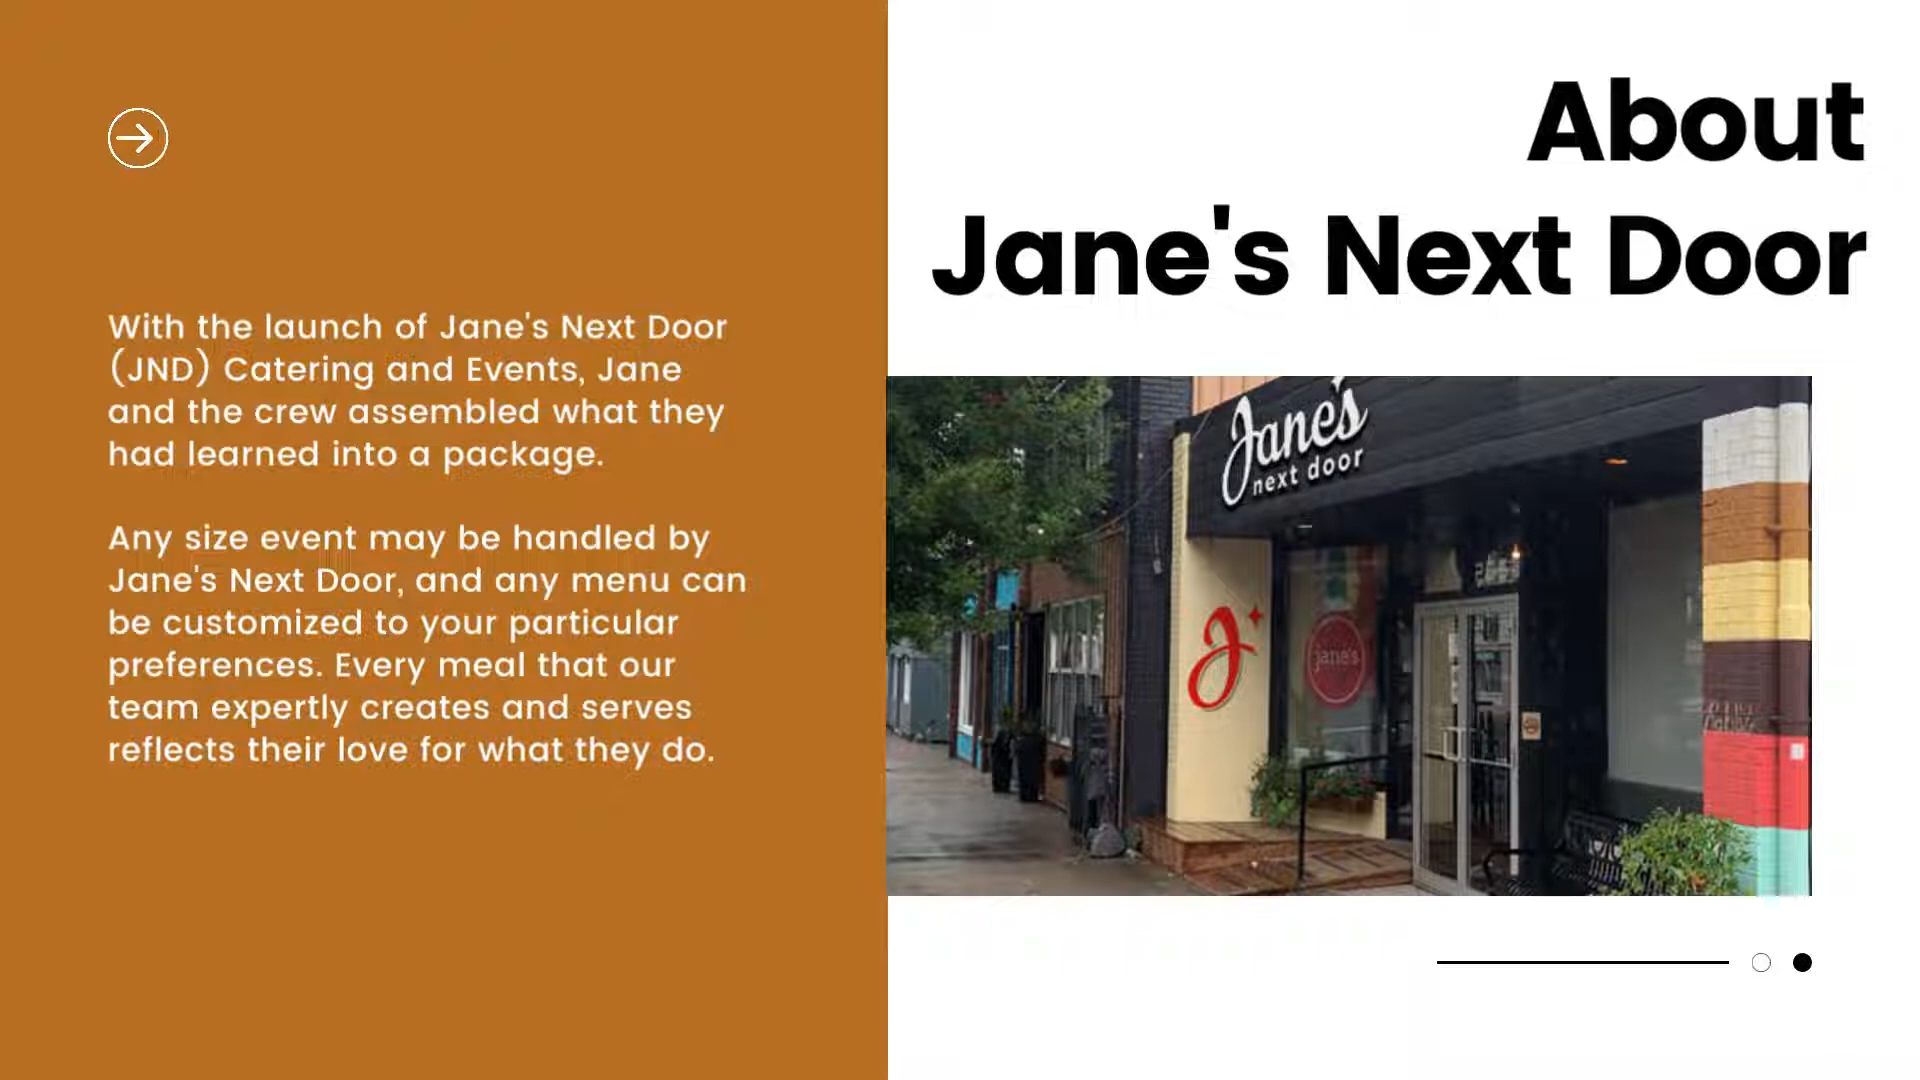 About
Jane's Next Door
With the launch of Jane's Next Door
(JND) Catering and Events, Jane
and the crew assembled what they
had learned into a package.
Any size event may be handled by
Jane's Next Door, and any menu can
be customized to your particular
preferences. Every meal that our
team expertly creates and serves
reflects their love for what they do.
Jane's
next door
J
jane's